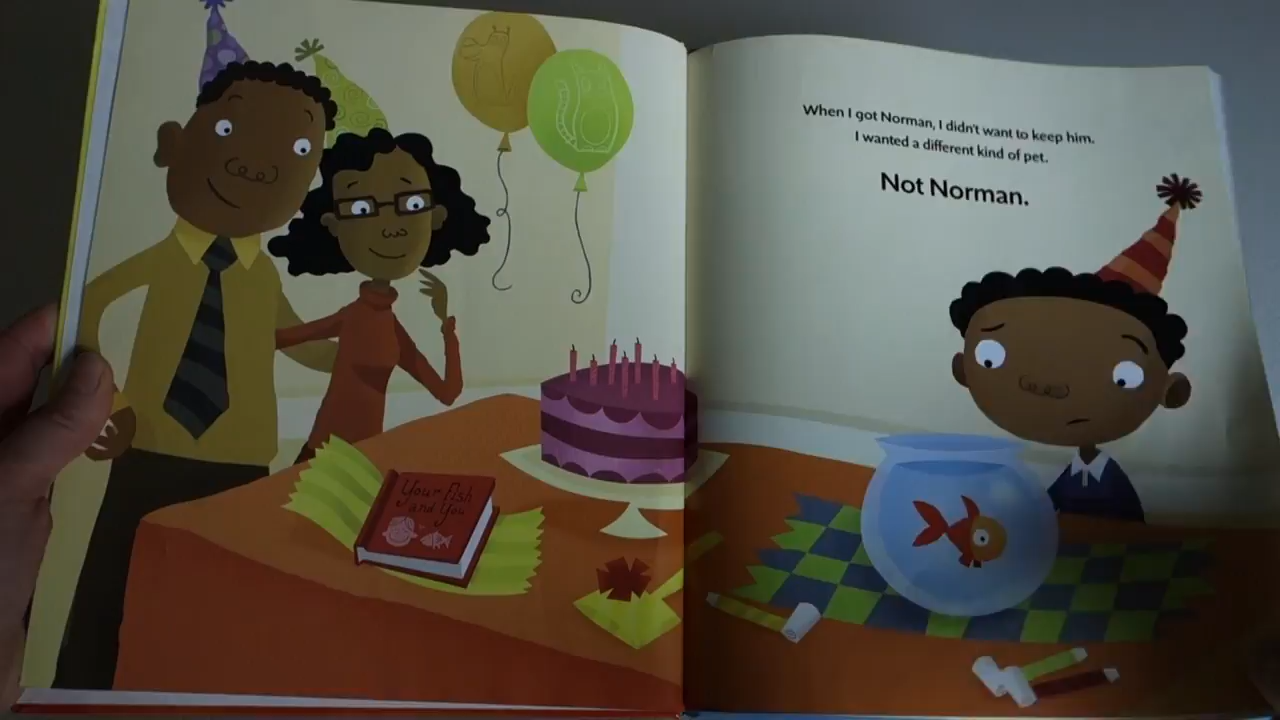 Your Fish
and You
When I got Norman, I didn't want to keep him.
I wanted a different kind of pet.
Not Norman.